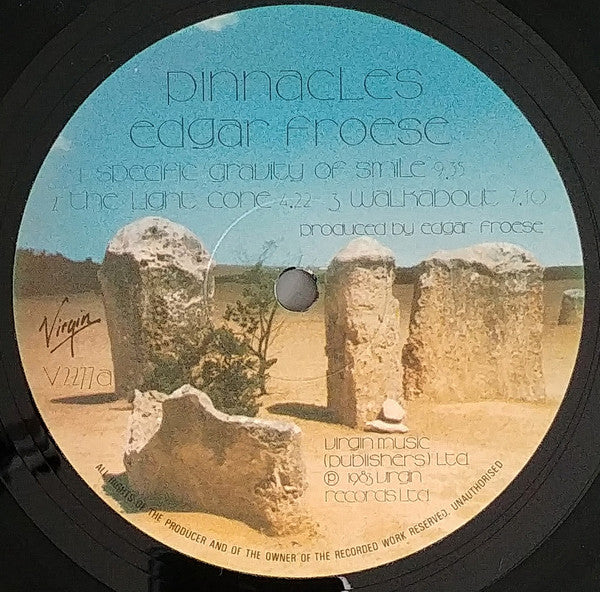 Pinnacles
edgar froese
1. specific gravity of smile 9.35
2. the light cone 4.22 3. walkabout 7.10
produced by edgar froese
Virgin
V2277a
virgin music
(publishers) Ltd
Ⓟ 1983 virgin
records Ltd
ALL RIGHTS OF THE PRODUCER AND OF THE OWNER OF THE RECORDED WORK RESERVED. UNAUTHORISED